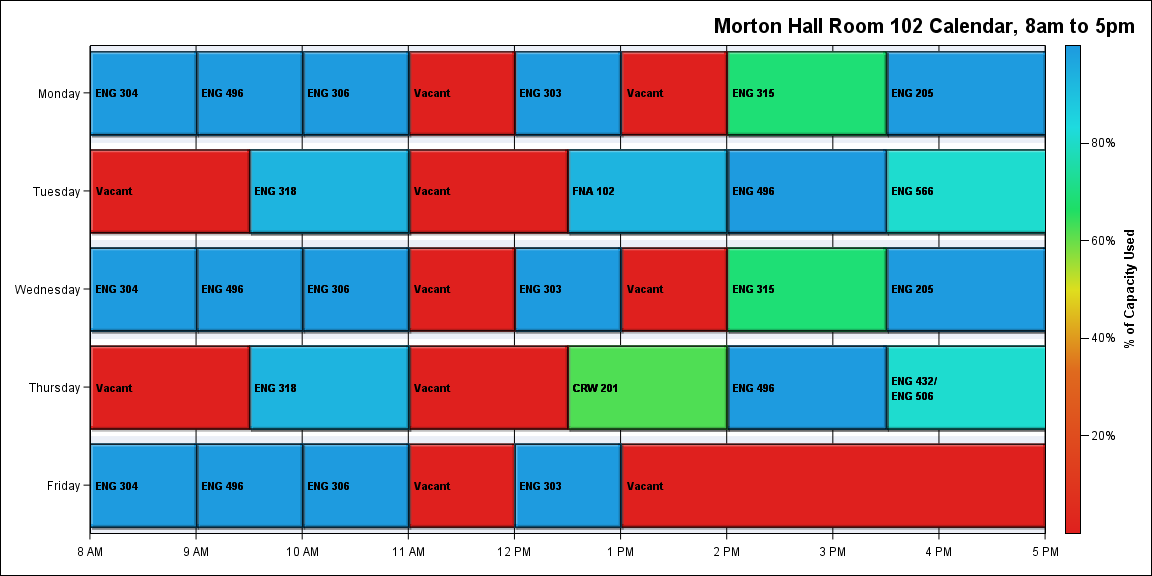 Morton Hall Room 102 Calendar, 8am to 5pm
Monday
ENG 304
ENG 496
ENG 306
Vacant
ENG 303
Vacant
ENG 315
ENG 205
Tuesday
Vacant
ENG 318
Vacant
FNA 102
ENG 496
ENG 566
Wednesday
ENG 304
ENG 496
ENG 306
Vacant
ENG 303
Vacant
ENG 315
ENG 205
Thursday
Vacant
ENG 318
Vacant
CRW 201
ENG 496
ENG 432/
ENG 506
Friday
ENG 304
ENG 496
ENG 306
Vacant
ENG 303
Vacant
8 AM
9 AM
10 AM
11 AM
12 PM
1 PM
2 PM
3 PM
4 PM
5 PM
80%
60%
40%
20%
% of Capacity Used